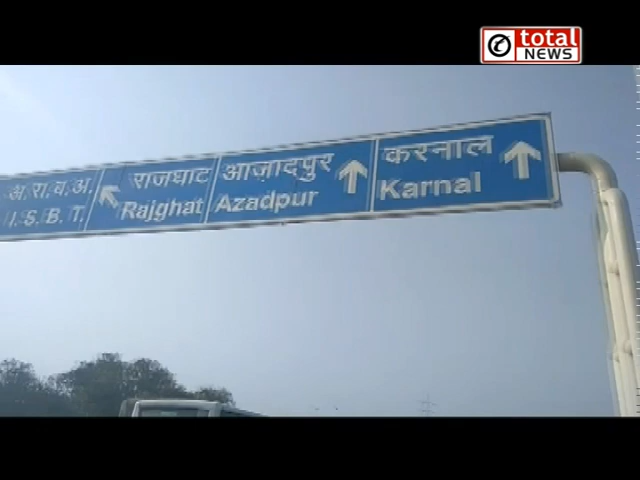 total
NEWS
अ.रा.ब.अ.
I.S.B.T.
राजघाट
Rajghat
आज़ादपुर
Azadpur
करनाल
Karnal